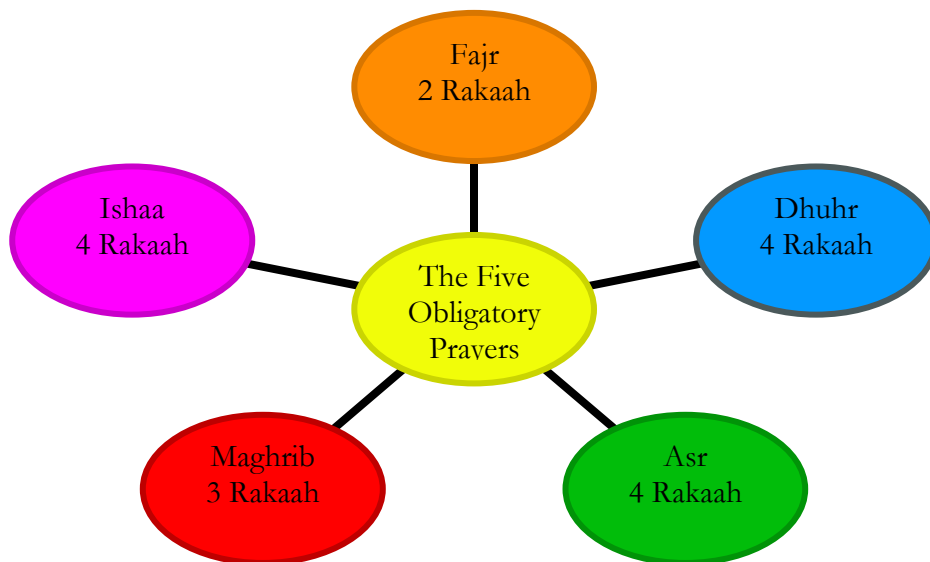 Fajr
2 Rakaah
Dhuhr
4 Rakaah
Asr
4 Rakaah
Maghrib
3 Rakaah
Ishaa
4 Rakaah
The Five
Obligatory
Prayers